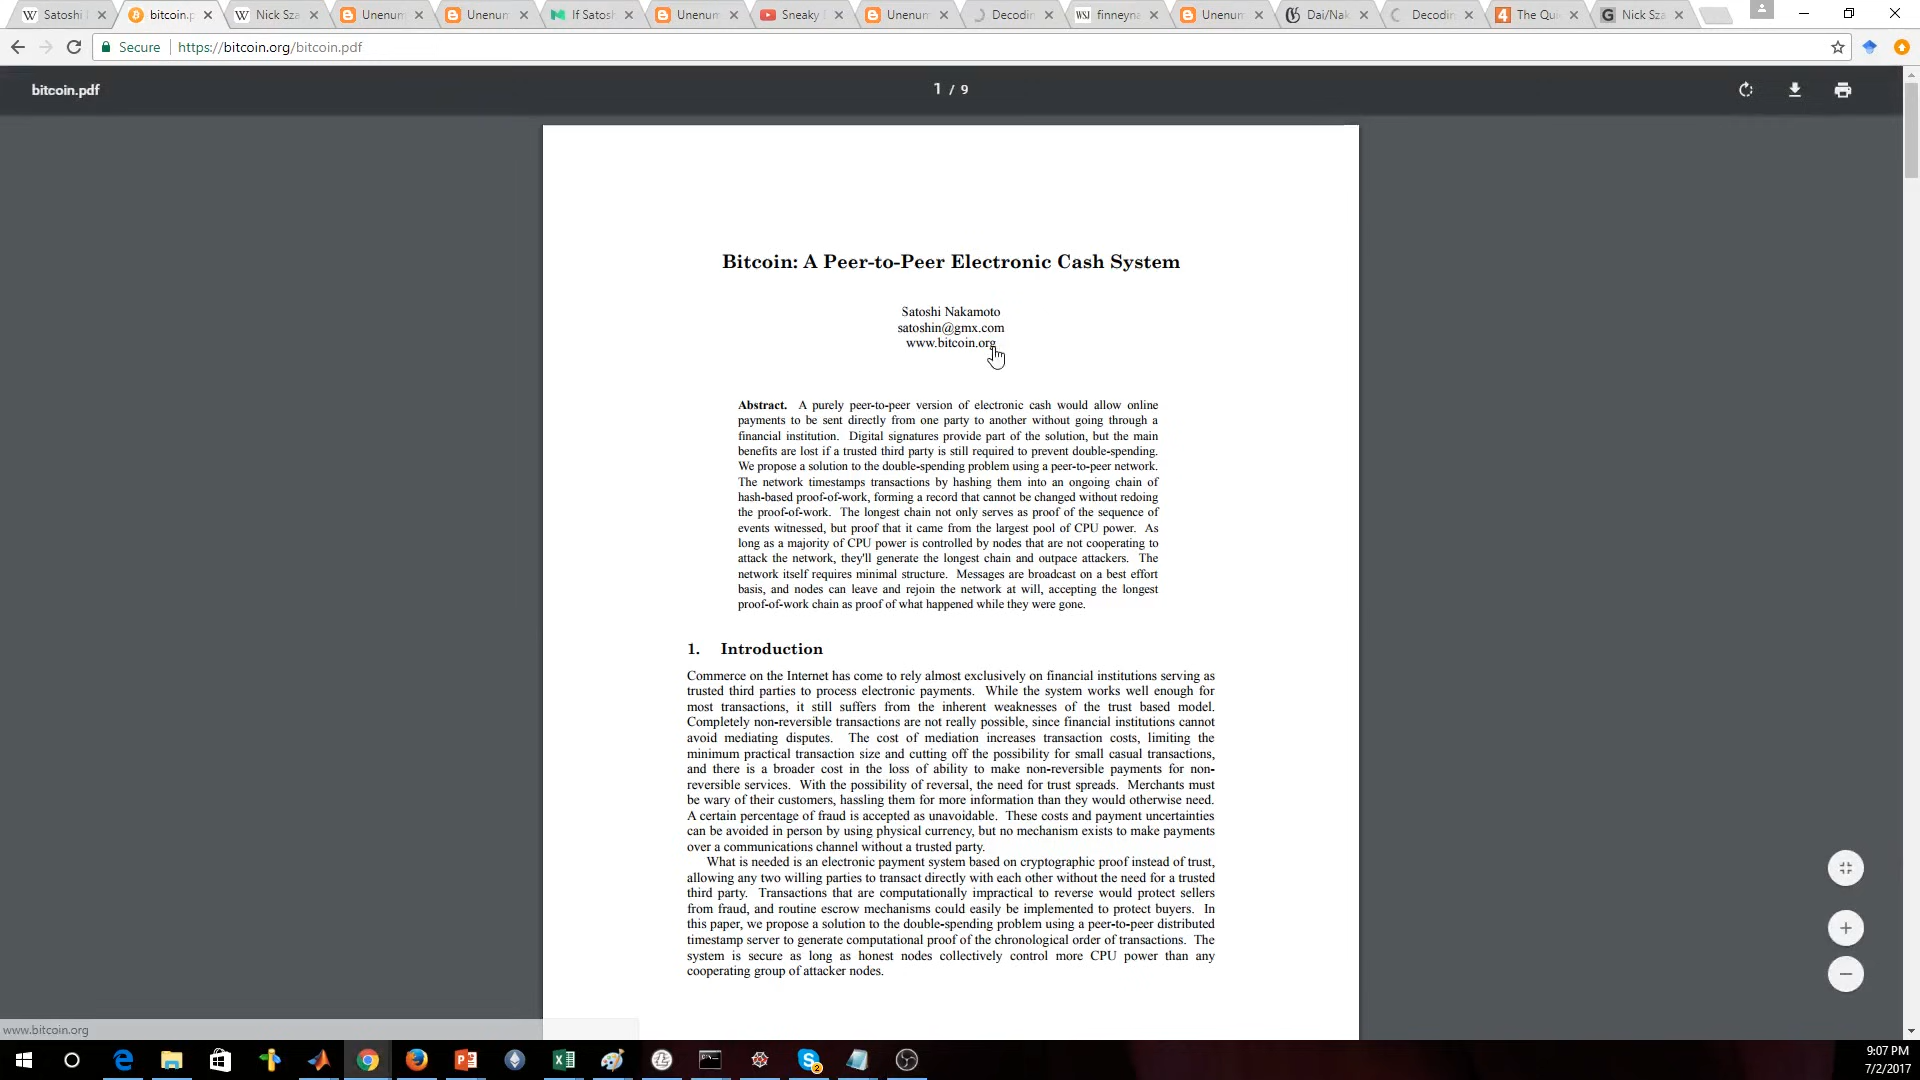 Satoshi
bitcoin.p
Nick Sza
Unenum
Unenum
If Satosh
Unenum
Sneaky
Unenum
Decodin
WSJ finneyna
Unenum
Dai/Nak
Decodin
4 The Qui
G Nick Sza
Secure https://bitcoin.org/bitcoin.pdf
bitcoin.pdf
1 / 9
Bitcoin: A Peer-to-Peer Electronic Cash System
Satoshi Nakamoto
satoshin@gmx.com
www.bitcoin.org
Abstract. A purely peer-to-peer version of electronic cash would allow online
payments to be sent directly from one party to another without going through a
financial institution. Digital signatures provide part of the solution, but the main
benefits are lost if a trusted third party is still required to prevent double-spending.
We propose a solution to the double-spending problem using a peer-to-peer network.
The network timestamps transactions by hashing them into an ongoing chain of
hash-based proof-of-work, forming a record that cannot be changed without redoing
the proof-of-work. The longest chain not only serves as proof of the sequence of
events witnessed, but proof that it came from the largest pool of CPU power. As
long as a majority of CPU power is controlled by nodes that are not cooperating to
attack the network, they'll generate the longest chain and outpace attackers. The
network itself requires minimal structure. Messages are broadcast on a best effort
basis, and nodes can leave and rejoin the network at will, accepting the longest
proof-of-work chain as proof of what happened while they were gone.
1. Introduction
Commerce on the Internet has come to rely almost exclusively on financial institutions serving as
trusted third parties to process electronic payments. While the system works well enough for
most transactions, it still suffers from the inherent weaknesses of the trust based model.
Completely non-reversible transactions are not really possible, since financial institutions cannot
avoid mediating disputes. The cost of mediation increases transaction costs, limiting the
minimum practical transaction size and cutting off the possibility for small casual transactions,
and there is a broader cost in the loss of ability to make non-reversible payments for non-
reversible services. With the possibility of reversal, the need for trust spreads. Merchants must
be wary of their customers, hassling them for more information than they would otherwise need.
A certain percentage of fraud is accepted as unavoidable. These costs and payment uncertainties
can be avoided in person by using physical currency, but no mechanism exists to make payments
over a communications channel without a trusted party.
What is needed is an electronic payment system based on cryptographic proof instead of trust,
allowing any two willing parties to transact directly with each other without the need for a trusted
third party. Transactions that are computationally impractical to reverse would protect sellers
from fraud, and routine escrow mechanisms could easily be implemented to protect buyers. In
this paper, we propose a solution to the double-spending problem using a peer-to-peer distributed
timestamp server to generate computational proof of the chronological order of transactions. The
system is secure as long as honest nodes collectively control more CPU power than any
cooperating group of attacker nodes.
www.bitcoin.org
9:07 PM
7/2/2017